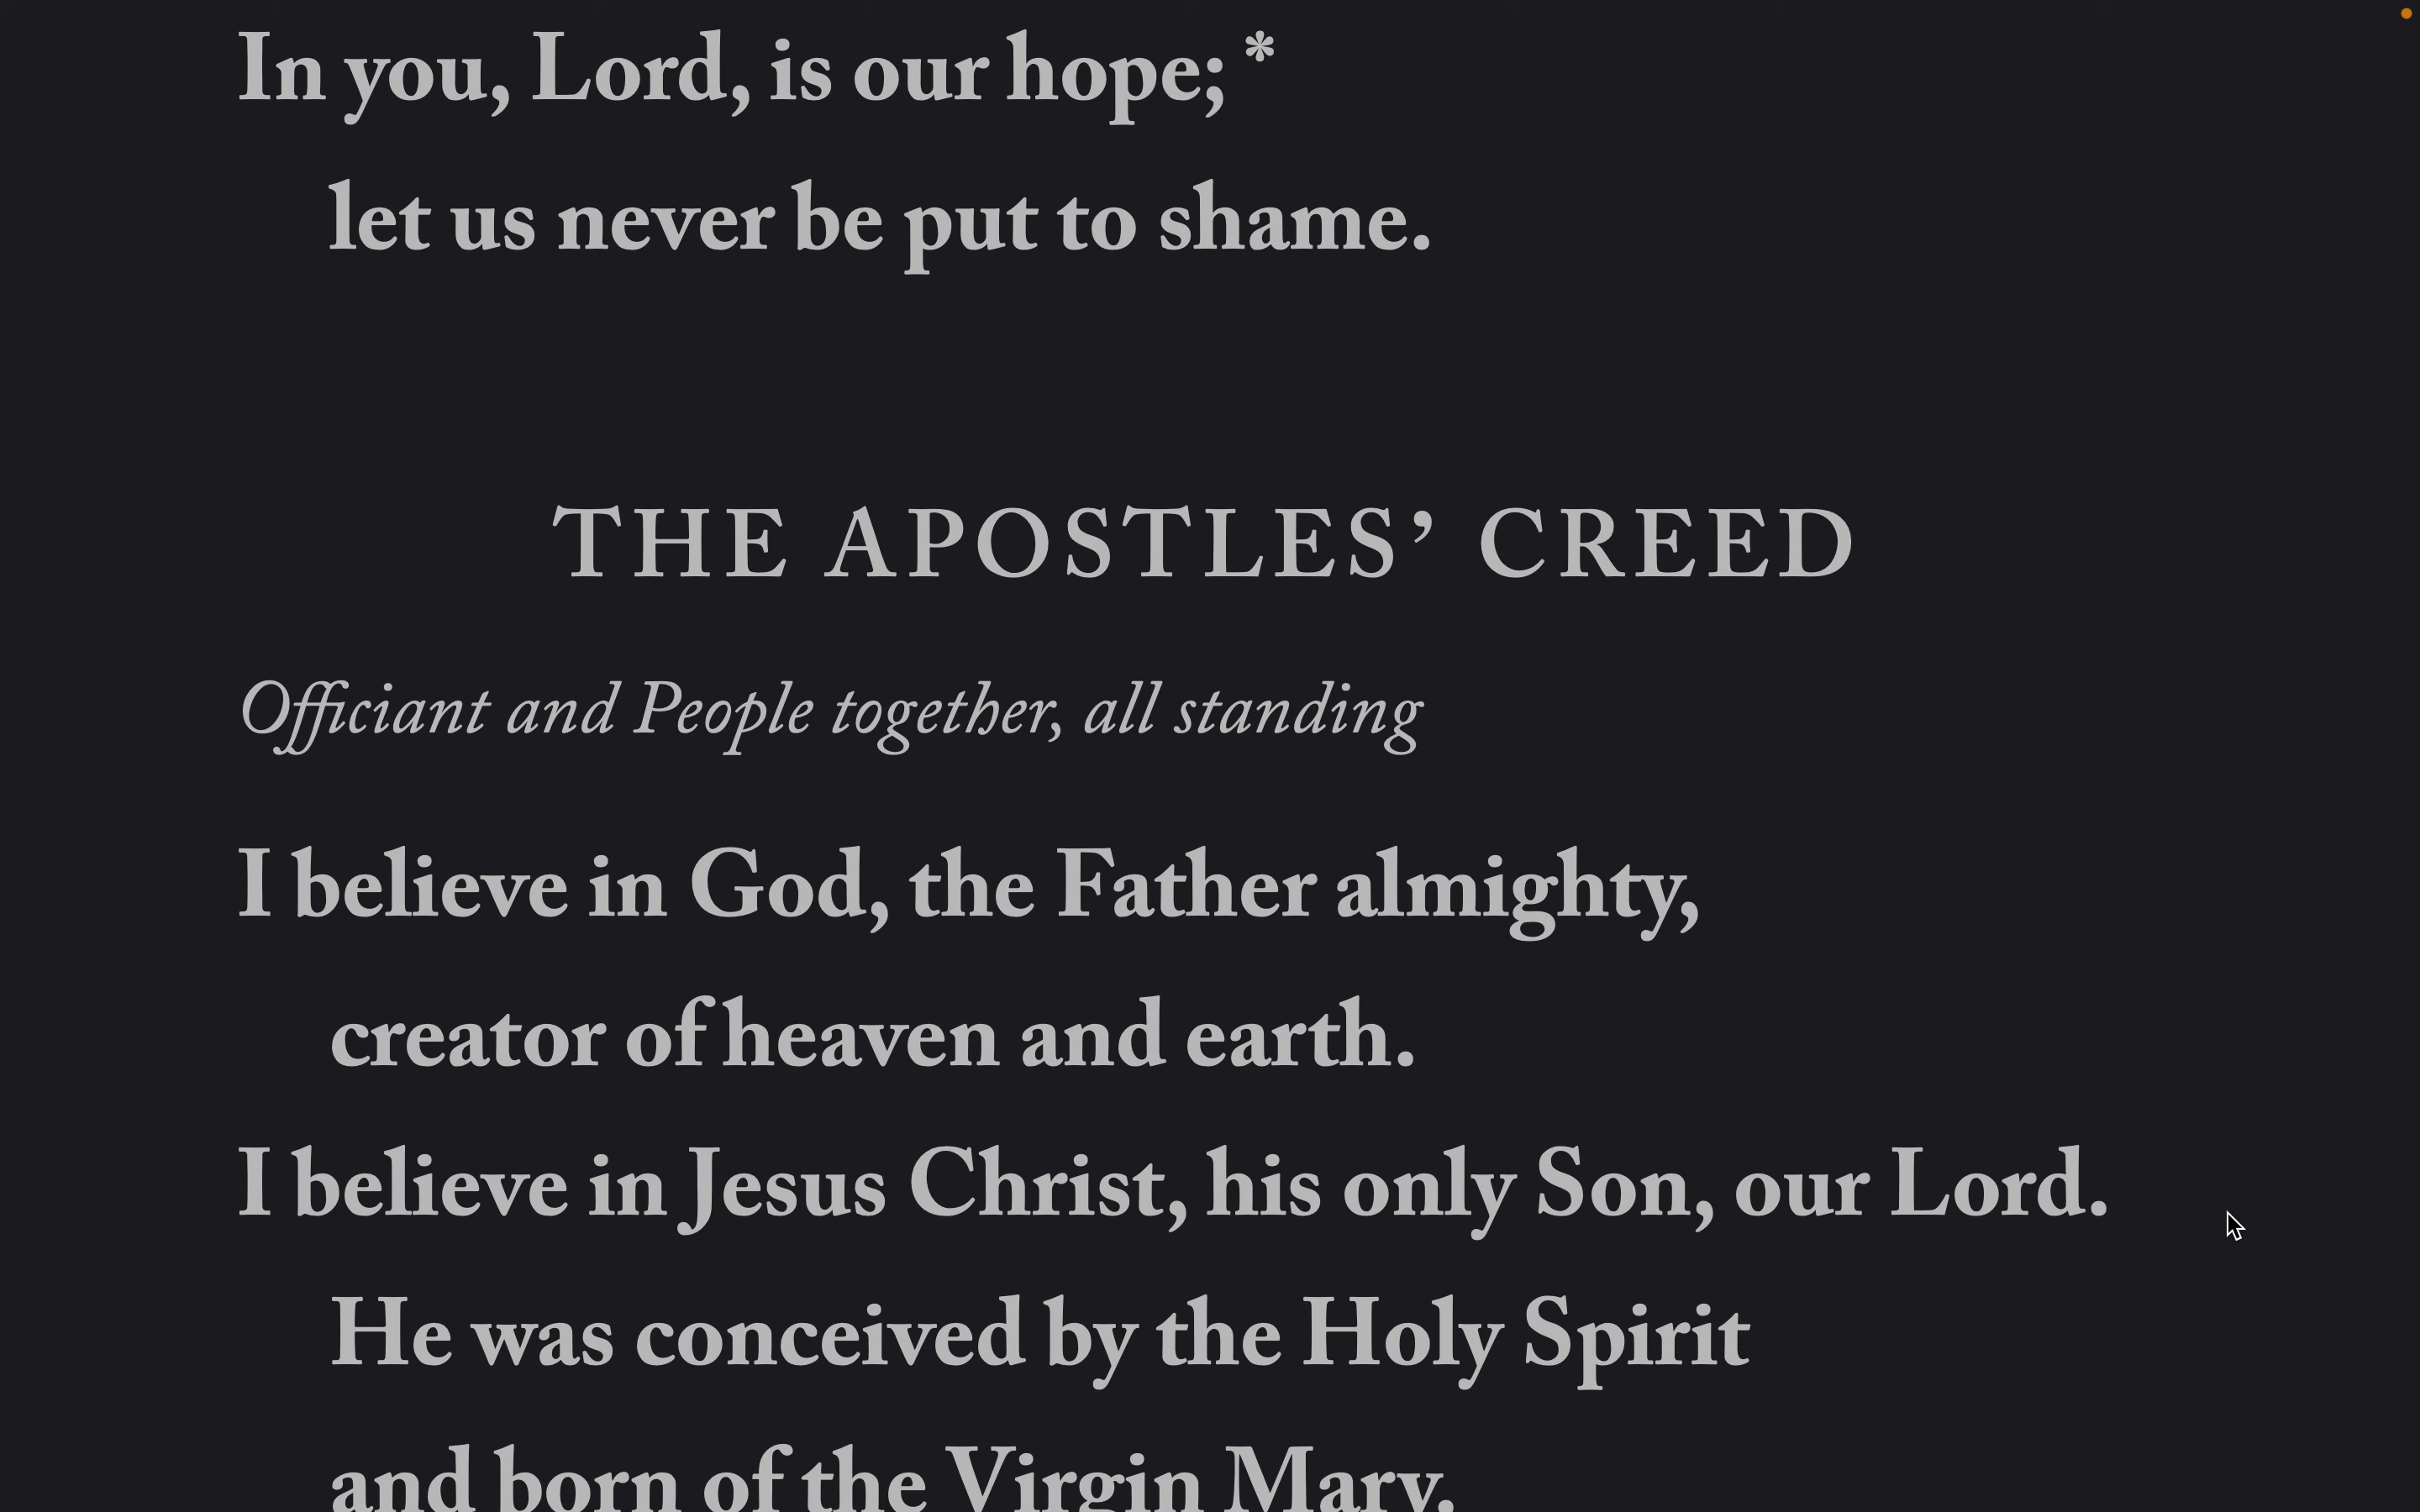 In you, Lord, is our hope;*
let us never be put to shame.
THE APOSTLES’ CREED
Officiant and People together, all standing
I believe in God, the Father almighty,
creator of heaven and earth.
I believe in Jesus Christ, his only Son, our Lord.
He was conceived by the Holy Spirit
and born of the Virgin Mary.